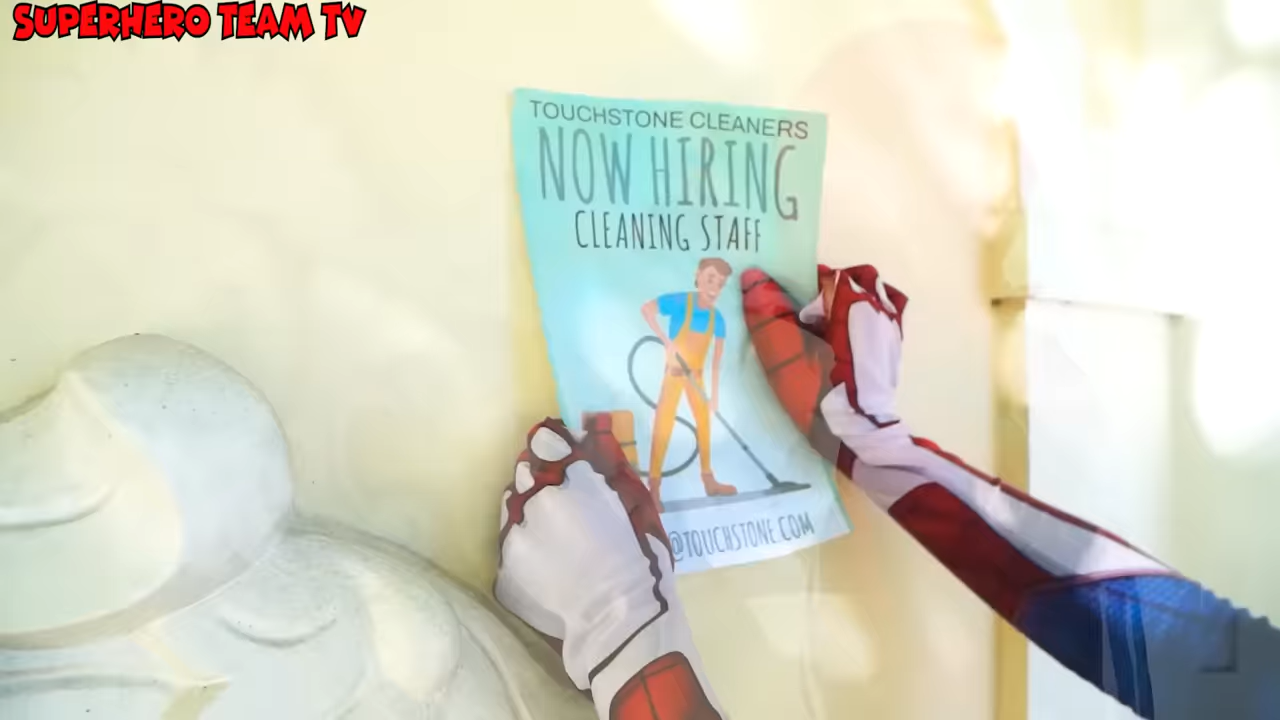 SUPERHERO TEAM TV
TOUCHSTONE CLEANERS
NOW HIRING
CLEANING STAFF
@TOUCHSTONE.COM